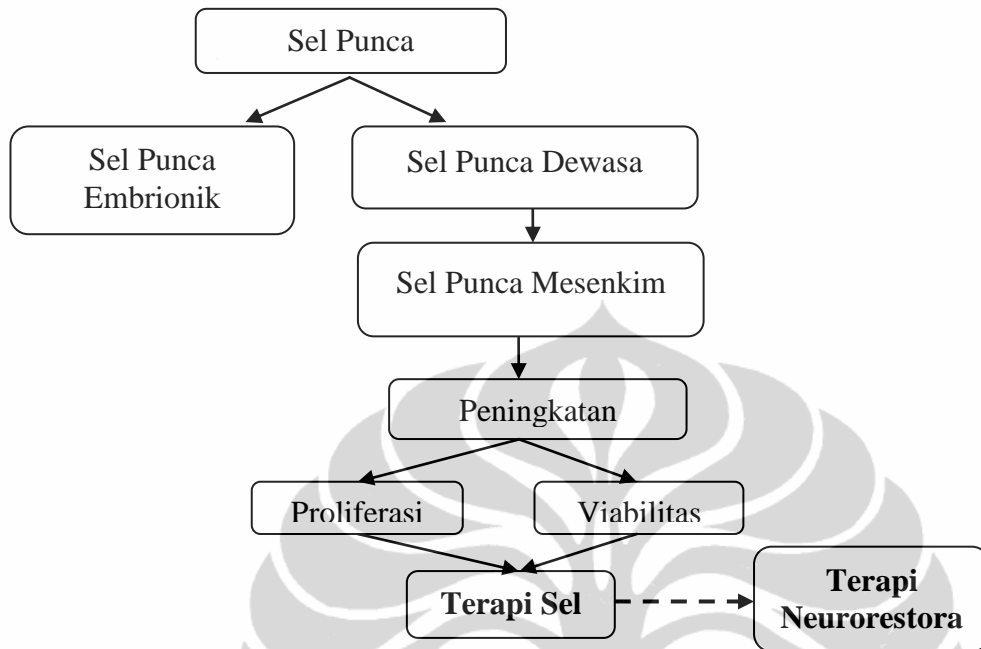 Sel Punca
Sel Punca
Embrionik
Sel Punca Dewasa
Sel Punca Mesenkim
Peningkatan
Proliferasi
Viabilitas
Terapi Sel
Terapi
Neurorestora